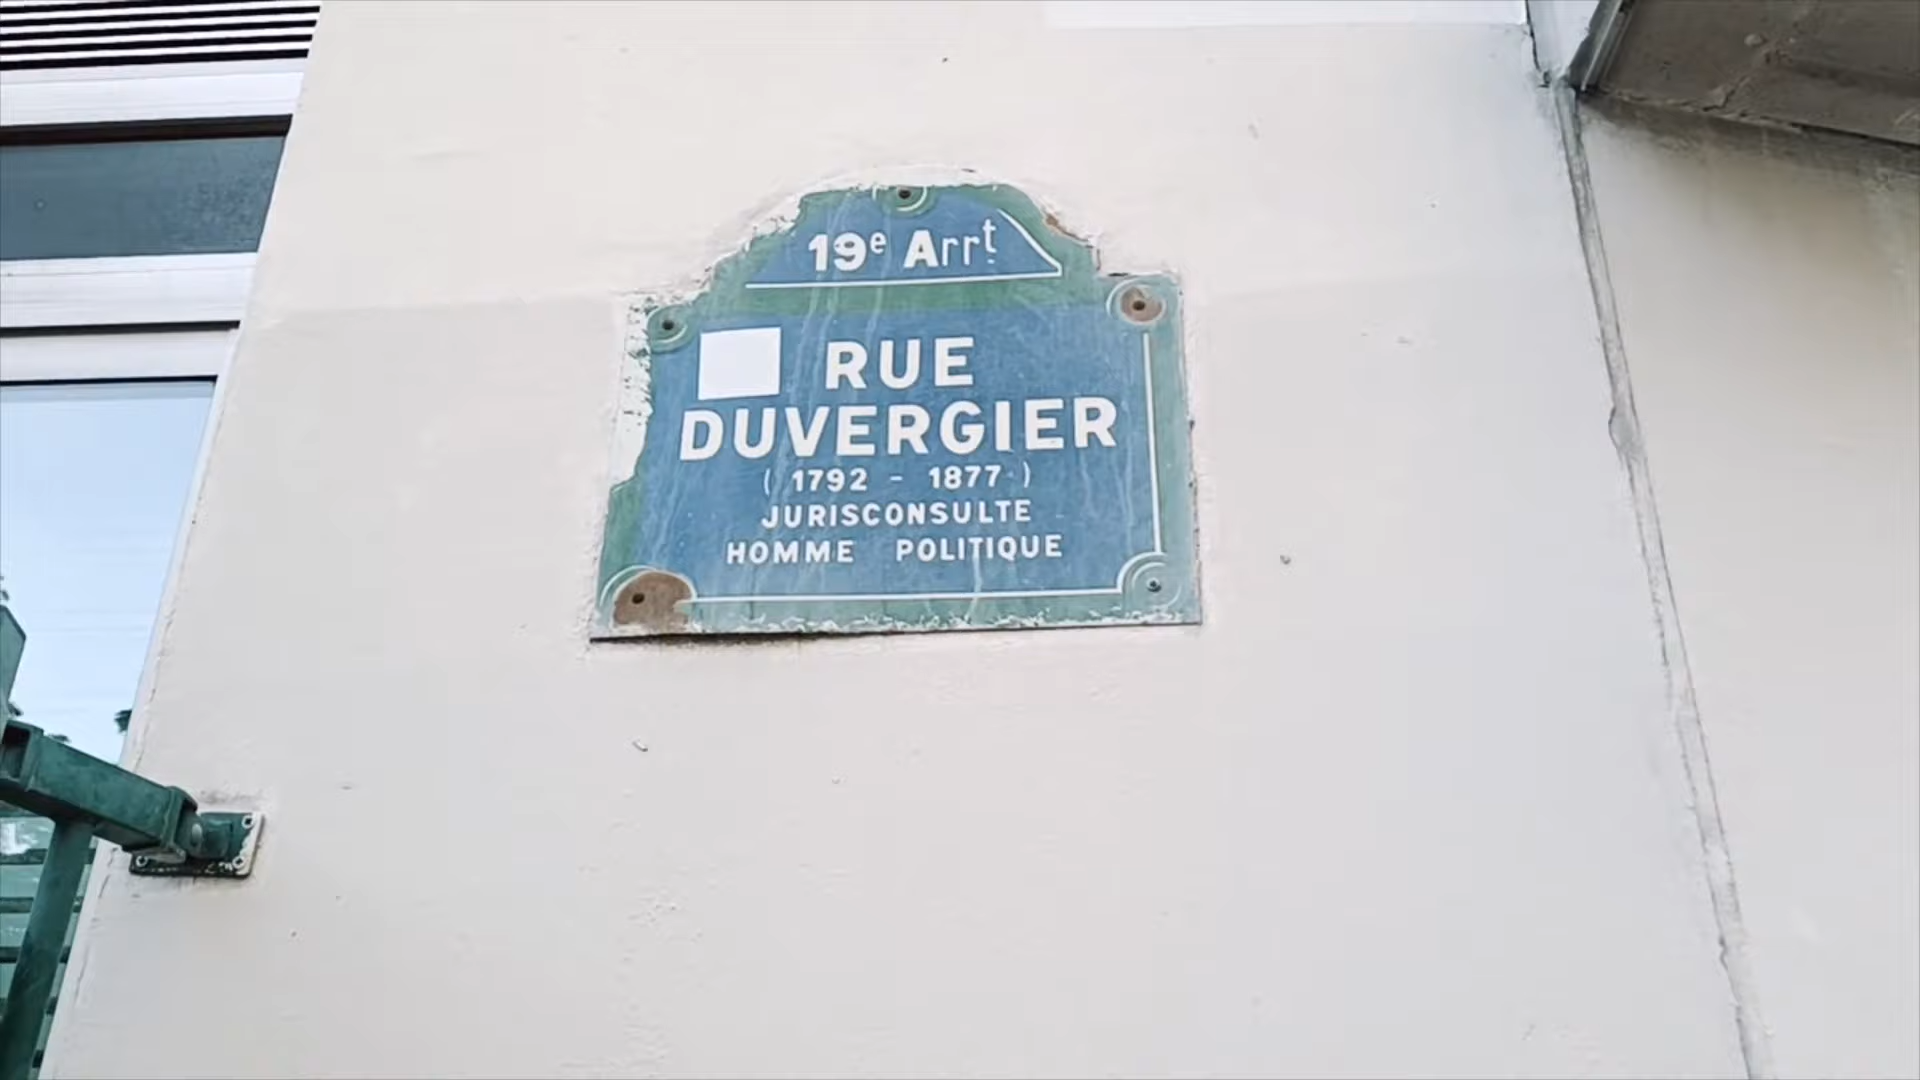 19e Arrt
RUE
DUVERGIER
( 1792 - 1877 )
JURISCONSULTE
HOMME POLITIQUE